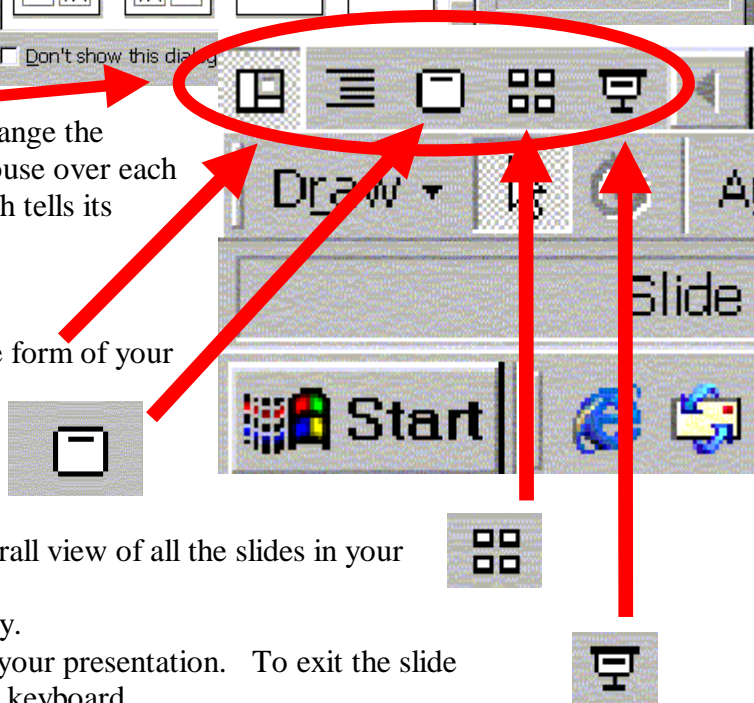 Don't show this dialog
ange the
ouse over each
h tells its
Draw
Slide
e form of your
Start
rall view of all the slides in your
y.
your presentation. To exit the slide
keyboard